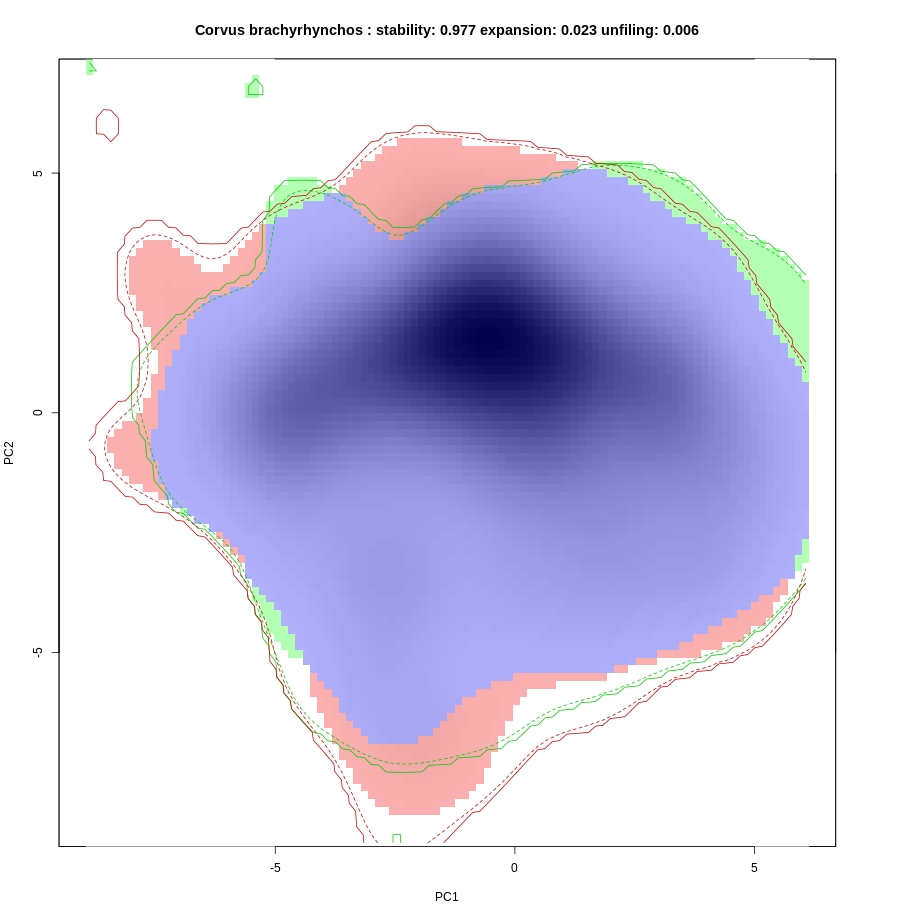 Corvus brachyrhynchos : stability: 0.977 expansion: 0.023 unfiling: 0.006
5
0
-5
PC2
-5 0 5
PC1